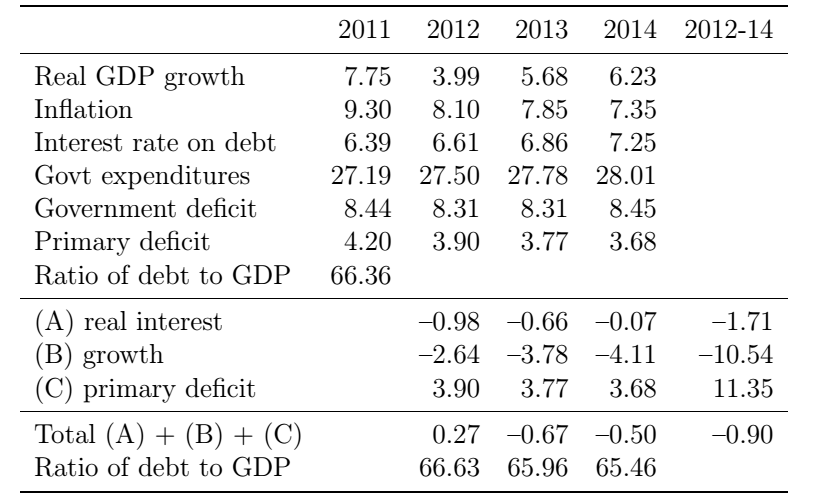 2011 2012 2013 2014 2012-14
Real GDP growth 7.75 3.99 5.68 6.23
Inflation 9.30 8.10 7.85 7.35
Interest rate on debt 6.39 6.61 6.86 7.25
Govt expenditures 27.19 27.50 27.78 28.01
Government deficit 8.44 8.31 8.31 8.45
Primary deficit 4.20 3.90 3.77 3.68
Ratio of debt to GDP 66.36
(A) real interest –0.98 –0.66 –0.07 –1.71
(B) growth –2.64 –3.78 –4.11 –10.54
(C) primary deficit 3.90 3.77 3.68 11.35
Total (A) + (B) + (C) 0.27 –0.67 –0.50 –0.90
Ratio of debt to GDP 66.63 65.96 65.46